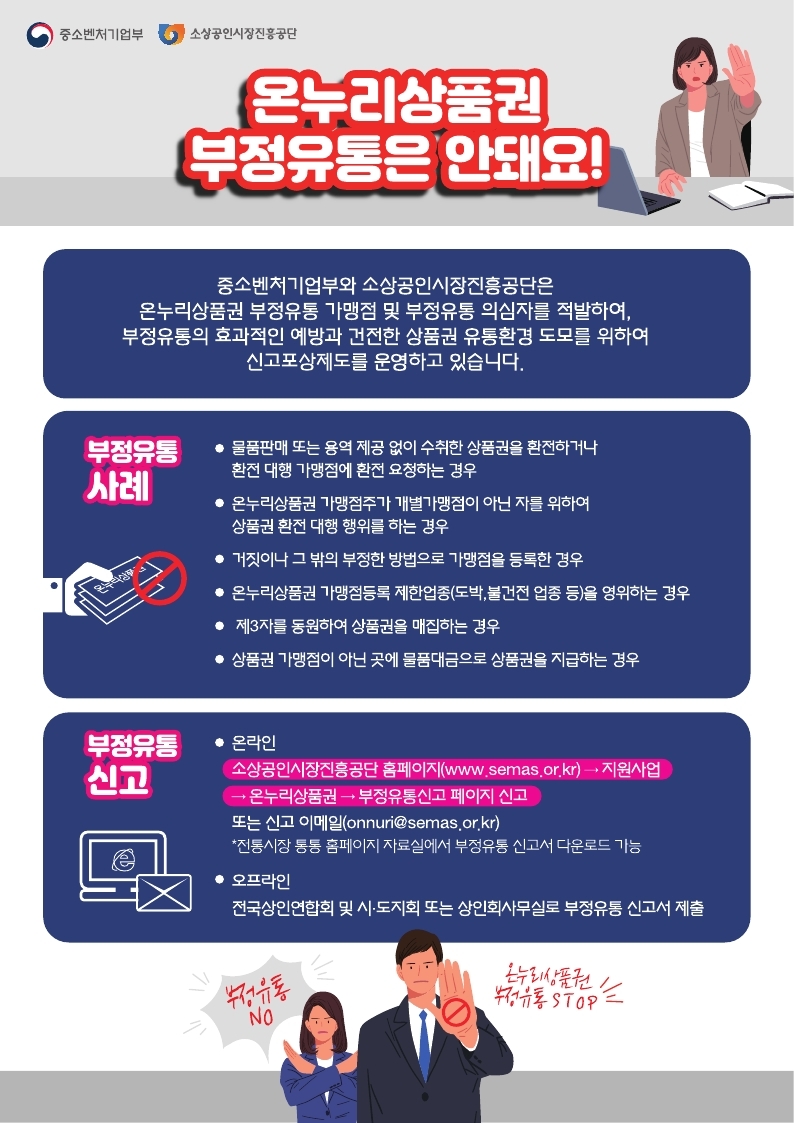 중소벤처기업부 소상공인시장진흥공단
온누리상품권
부정유통은 안돼요!
중소벤처기업부와 소상공인시장진흥공단은
온누리상품권 부정유통 가맹점 및 부정유통 의심자를 적발하여,
부정유통의 효과적인 예방과 건전한 상품권 유통환경 도모를 위하여
신고포상제도를 운영하고 있습니다.
부정유통
사례
온누리상품권
● 물품판매 또는 용역 제공 없이 수취한 상품권을 환전하거나
환전 대행 가맹점에 환전 요청하는 경우
● 온누리상품권 가맹점주가 개별가맹점이 아닌 자를 위하여
상품권 환전 대행 행위를 하는 경우
● 거짓이나 그 밖의 부정한 방법으로 가맹점을 등록한 경우
● 온누리상품권 가맹점등록 제한업종(도박,불건전 업종 등)을 영위하는 경우
● 제3자를 동원하여 상품권을 매집하는 경우
● 상품권 가맹점이 아닌 곳에 물품대금으로 상품권을 지급하는 경우
부정유통
신고
● 온라인
소상공인시장진흥공단 홈페이지(www.semas.or.kr) → 지원사업
→ 온누리상품권 → 부정유통신고 페이지 신고
또는 신고 이메일(onnuri@semas.or.kr)
*전통시장 통통 홈페이지 자료실에서 부정유통 신고서 다운로드 가능
● 오프라인
전국상인연합회 및 시·도지회 또는 상인회사무실로 부정유통 신고서 제출
부정유통
NO
온누리상품권
부정유통 STOP